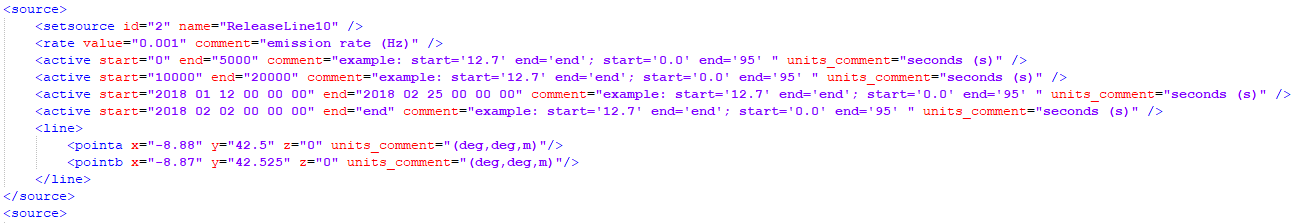 <source>
<setsource id="2" name="ReleaseLine10" />
<rate value="0.001" comment="emission rate (Hz)" />
<active start="0" end="5000" comment="example: start='12.7' end='end'; start='0.0' end='95' " units_comment="seconds (s)" />
<active start="10000" end="20000" comment="example: start='12.7' end='end'; start='0.0' end='95' " units_comment="seconds (s)" />
<active start="2018 01 12 00 00 00" end="2018 02 25 00 00 00" comment="example: start='12.7' end='end'; start='0.0' end='95' " units_comment="seconds (s)" />
<active start="2018 02 02 00 00 00" end="end" comment="example: start='12.7' end='end'; start='0.0' end='95' " units_comment="seconds (s)" />
<line>
<pointa x="-8.88" y="42.5" z="0" units_comment="(deg,deg,m)"/>
<pointb x="-8.87" y="42.525" z="0" units_comment="(deg,deg,m)"/>
</line>
</source>
<source>